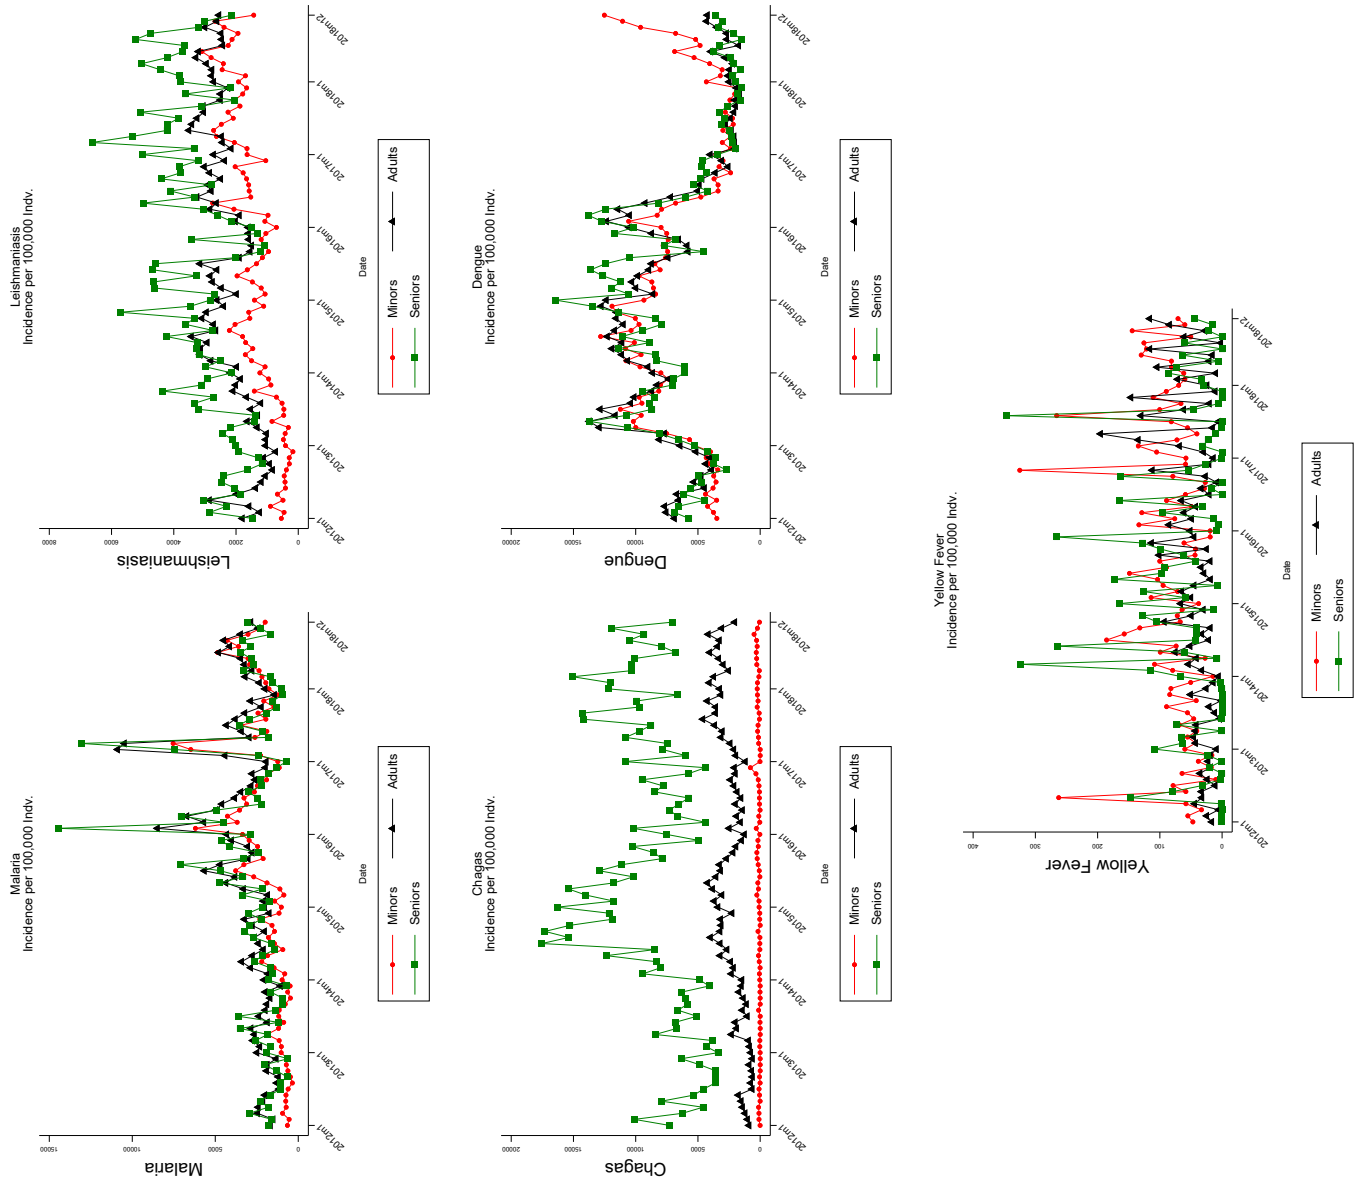 Malaria
Incidence per 100,000 Indv.
Malaria
0
5000
10000
15000
2012m1
2013m1
2014m1
2015m1
2016m1
2017m1
2018m1
2018m12
Date
Minors
Adults
Seniors
Leishmaniasis
Incidence per 100,000 Indv.
Leishmaniasis
0
2000
4000
6000
8000
2012m1
2013m1
2014m1
2015m1
2016m1
2017m1
2018m1
2018m12
Date
Minors
Adults
Seniors
Chagas
Incidence per 100,000 Indv.
Chagas
0
5000
10000
15000
20000
2012m1
2013m1
2014m1
2015m1
2016m1
2017m1
2018m1
2018m12
Date
Minors
Adults
Seniors
Dengue
Incidence per 100,000 Indv.
Dengue
0
5000
10000
15000
20000
2012m1
2013m1
2014m1
2015m1
2016m1
2017m1
2018m1
2018m12
Date
Minors
Adults
Seniors
Yellow Fever
Incidence per 100,000 Indv.
Yellow Fever
0
100
200
300
400
2012m1
2013m1
2014m1
2015m1
2016m1
2017m1
2018m1
2018m12
Date
Minors
Adults
Seniors